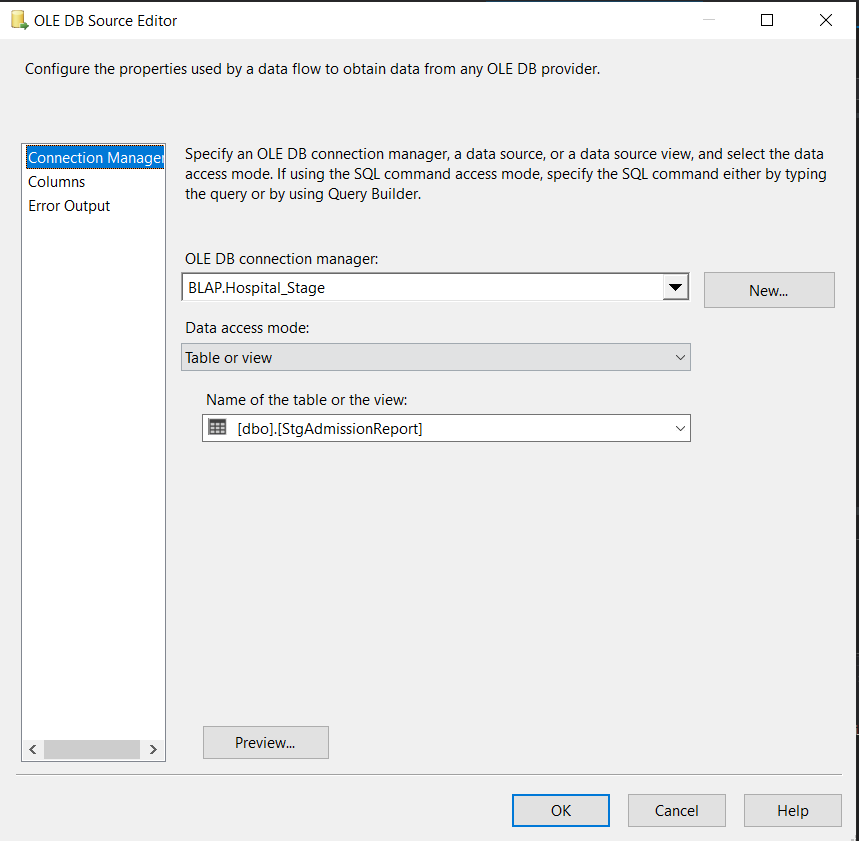 OLE DB Source Editor
Configure the properties used by a data flow to obtain data from any OLE DB provider.
Connection Manager
Columns
Error Output
Specify an OLE DB connection manager, a data source, or a data source view, and select the data
access mode. If using the SQL command access mode, specify the SQL command either by typing
the query or by using Query Builder.
OLE DB connection manager:
BLAP.Hospital_Stage
New...
Data access mode:
Table or view
Name of the table or the view:
[dbo].[StgAdmissionReport]
Preview...
OK
Cancel
Help